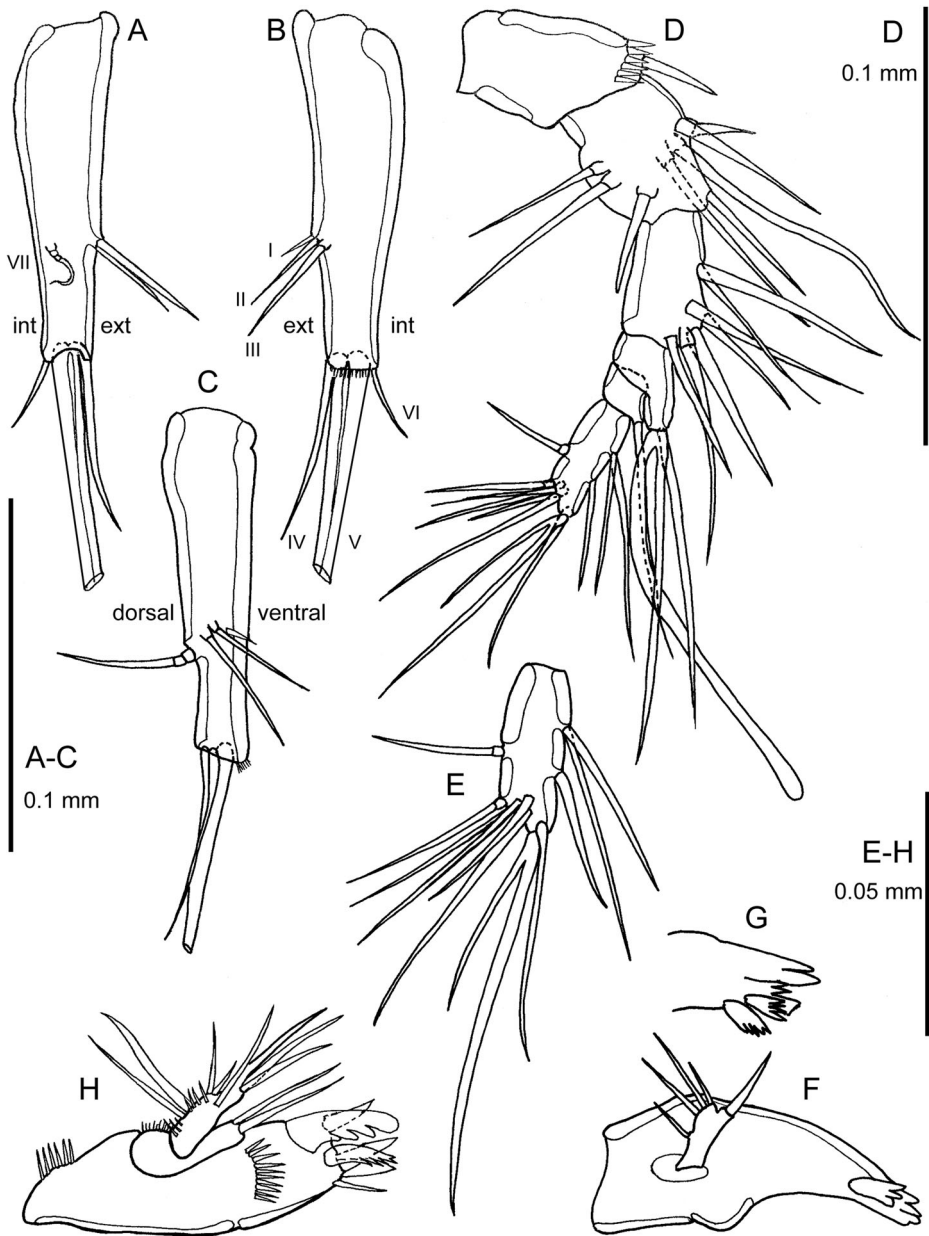 A
B
D
D
0.1 mm
I
II
III
VII
int
ext
ext
int
C
VI
IV
V
dorsal
ventral
A-C
0.1 mm
E
E-H
0.05 mm
G
H
F